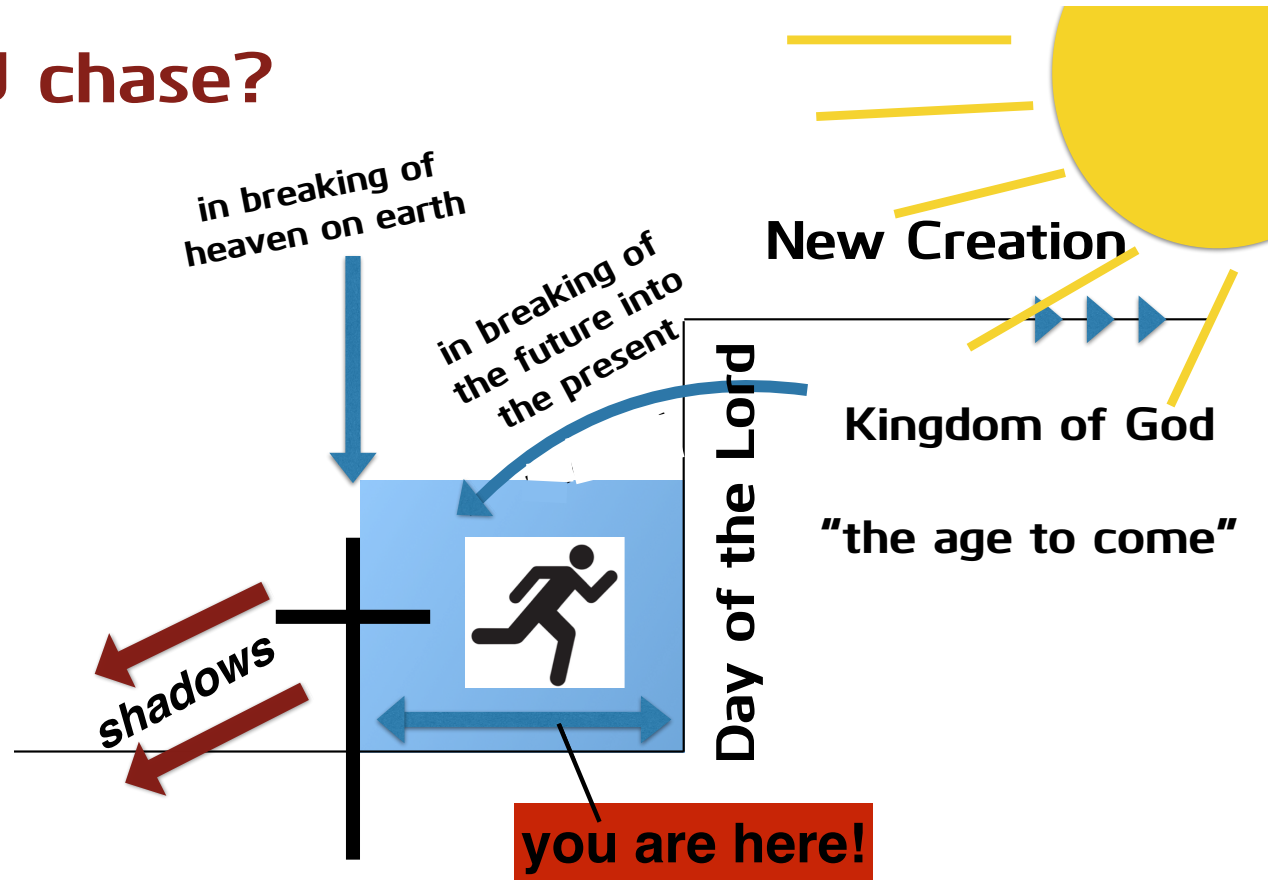 chase?
in breaking of
heaven on earth
in breaking of
the future into
the present
New Creation
Day of the Lord
Kingdom of God
"the age to come"
shadows
you are here!